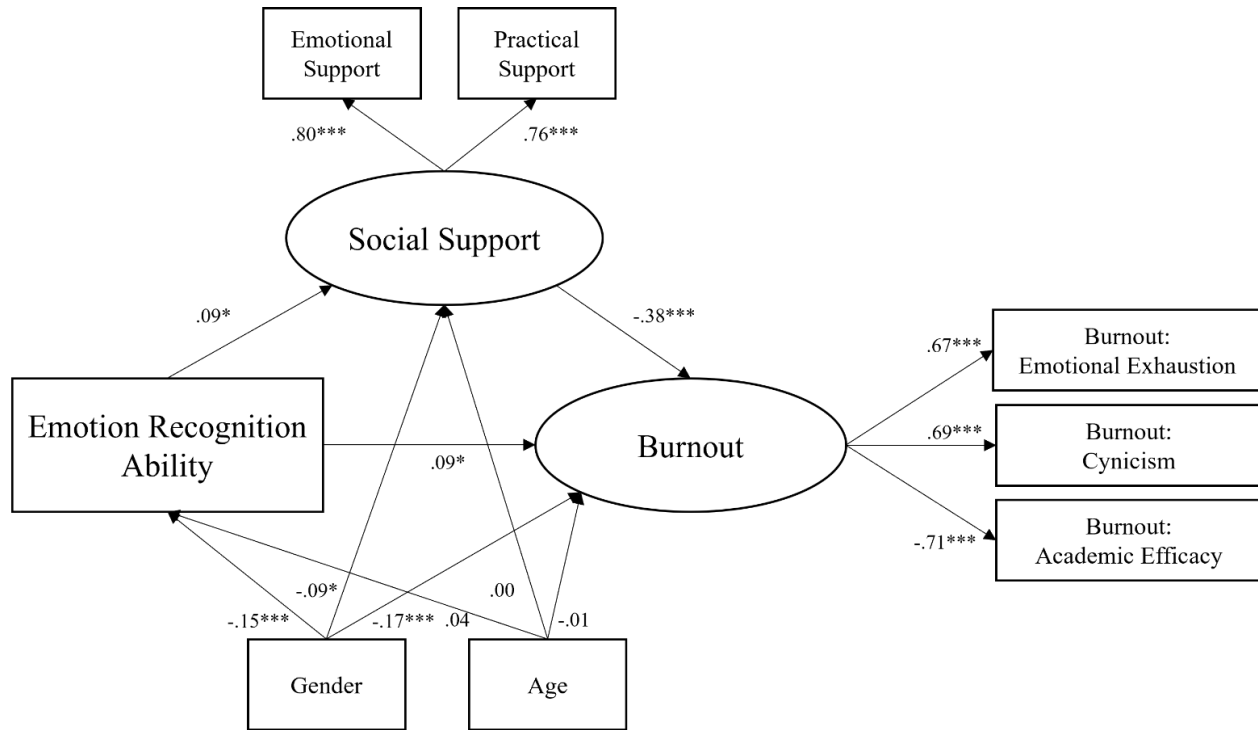 Emotional
Support
Practical
Support
.80***
.76***
Social Support
.09*
-.38***
Burnout:
Emotional Exhaustion
.67***
Emotion Recognition
Ability
.09*
Burnout
.69***
Burnout:
Cynicism
-.71***
Burnout:
Academic Efficacy
-.15***
-.09*
-.17***
.04
.00
-.01
Gender
Age